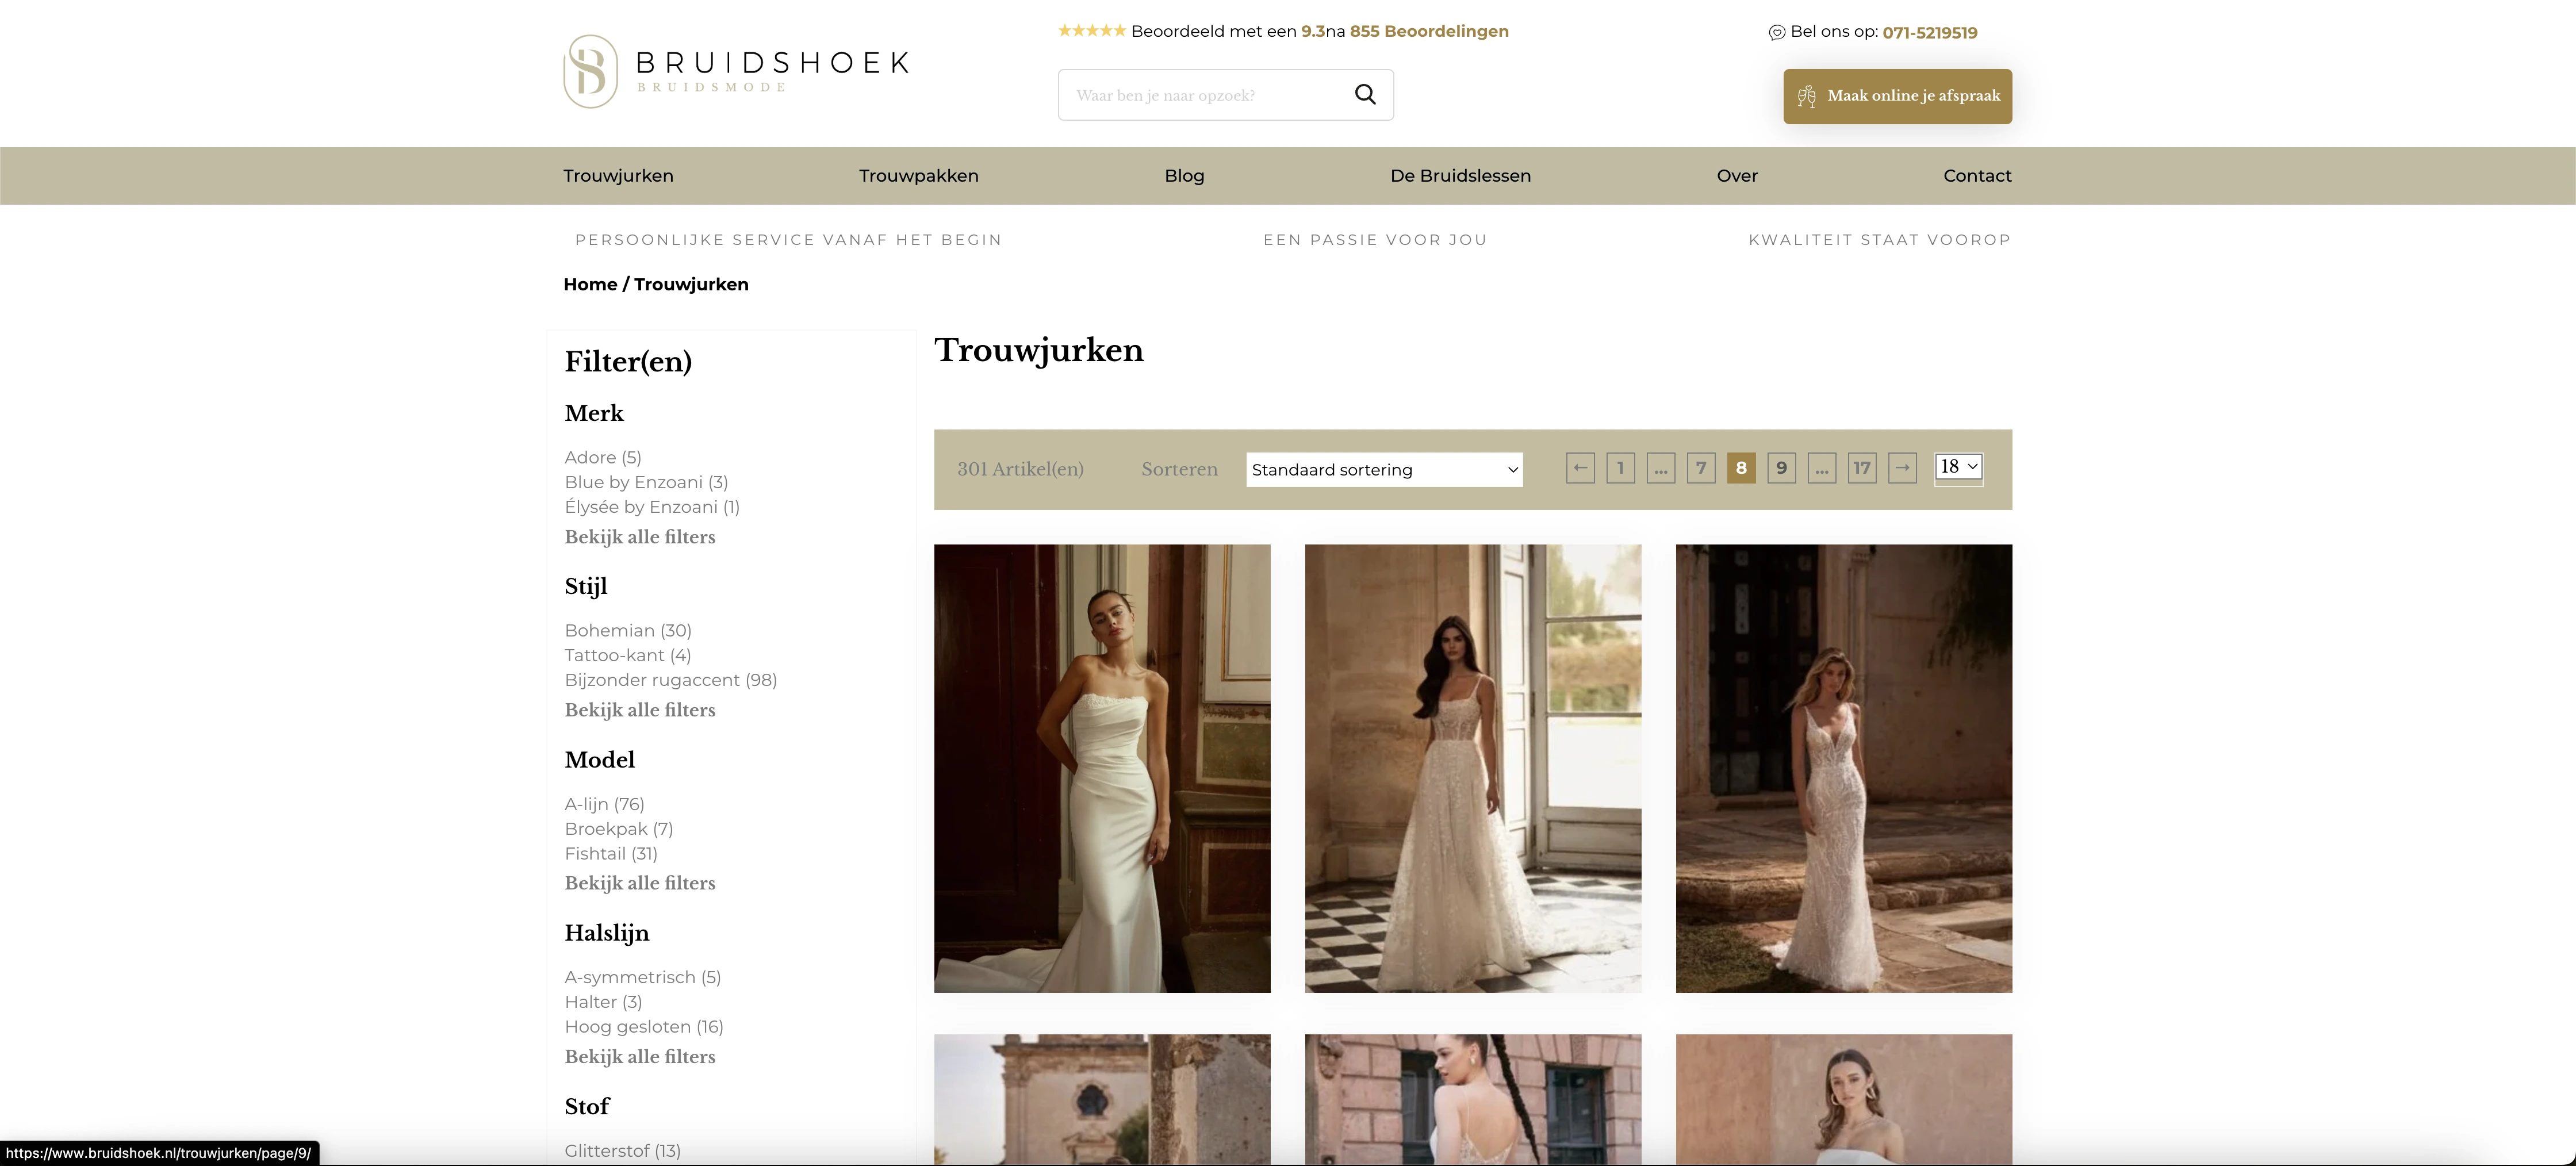 ★★★★★ Beoordeeld met een 9.3na 855 Beoordelingen
Bel ons op: 071-5219519
B
BRUIDSHOEK
BRUIDSMODE
Waar ben je naar opzoek?
Maak online je afspraak
Trouwjurken Trouwpakken Blog De Bruidslessen Over Contact
PERSOONLIJKE SERVICE VANAF HET BEGIN EEN PASSIE VOOR JOU KWALITEIT STAAT VOOROP
Home / Trouwjurken
Filter(en)
Merk
Adore (5)
Blue by Enzoani (3)
Élysée by Enzoani (1)
Bekijk alle filters
Stijl
Bohemian (30)
Tattoo-kant (4)
Bijzonder rugaccent (98)
Bekijk alle filters
Model
A-lijn (76)
Broekpak (7)
Fishtail (31)
Bekijk alle filters
Halslijn
A-symmetrisch (5)
Halter (3)
Hoog gesloten (16)
Bekijk alle filters
Stof
Glitterstof (13)
Trouwjurken
301 Artikel(en) Sorteren Standaard sortering ← 1 ... 7 8 9 ... 17 → 18
https://www.bruidshoek.nl/trouwjurken/page/9/